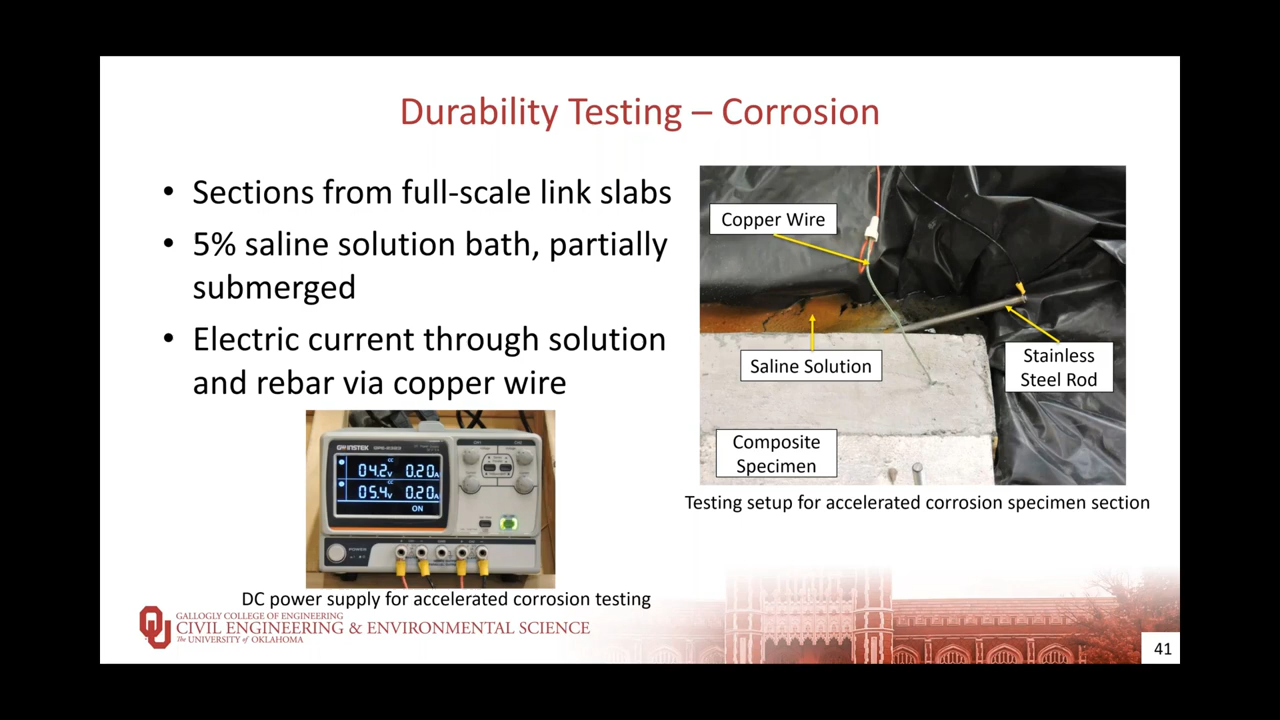 Durability Testing – Corrosion
• Sections from full-scale link slabs
• 5% saline solution bath, partially
submerged
• Electric current through solution
and rebar via copper wire
Copper Wire
Saline Solution
Stainless
Steel Rod
Composite
Specimen
Testing setup for accelerated corrosion specimen section
GW INSTEK
04.2V 0.20A
05.4V 0.20A
ON
POWER
DC power supply for accelerated corrosion testing
OU
GALLOGLY COLLEGE OF ENGINEERING
CIVIL ENGINEERING & ENVIRONMENTAL SCIENCE
The UNIVERSITY of OKLAHOMA
41